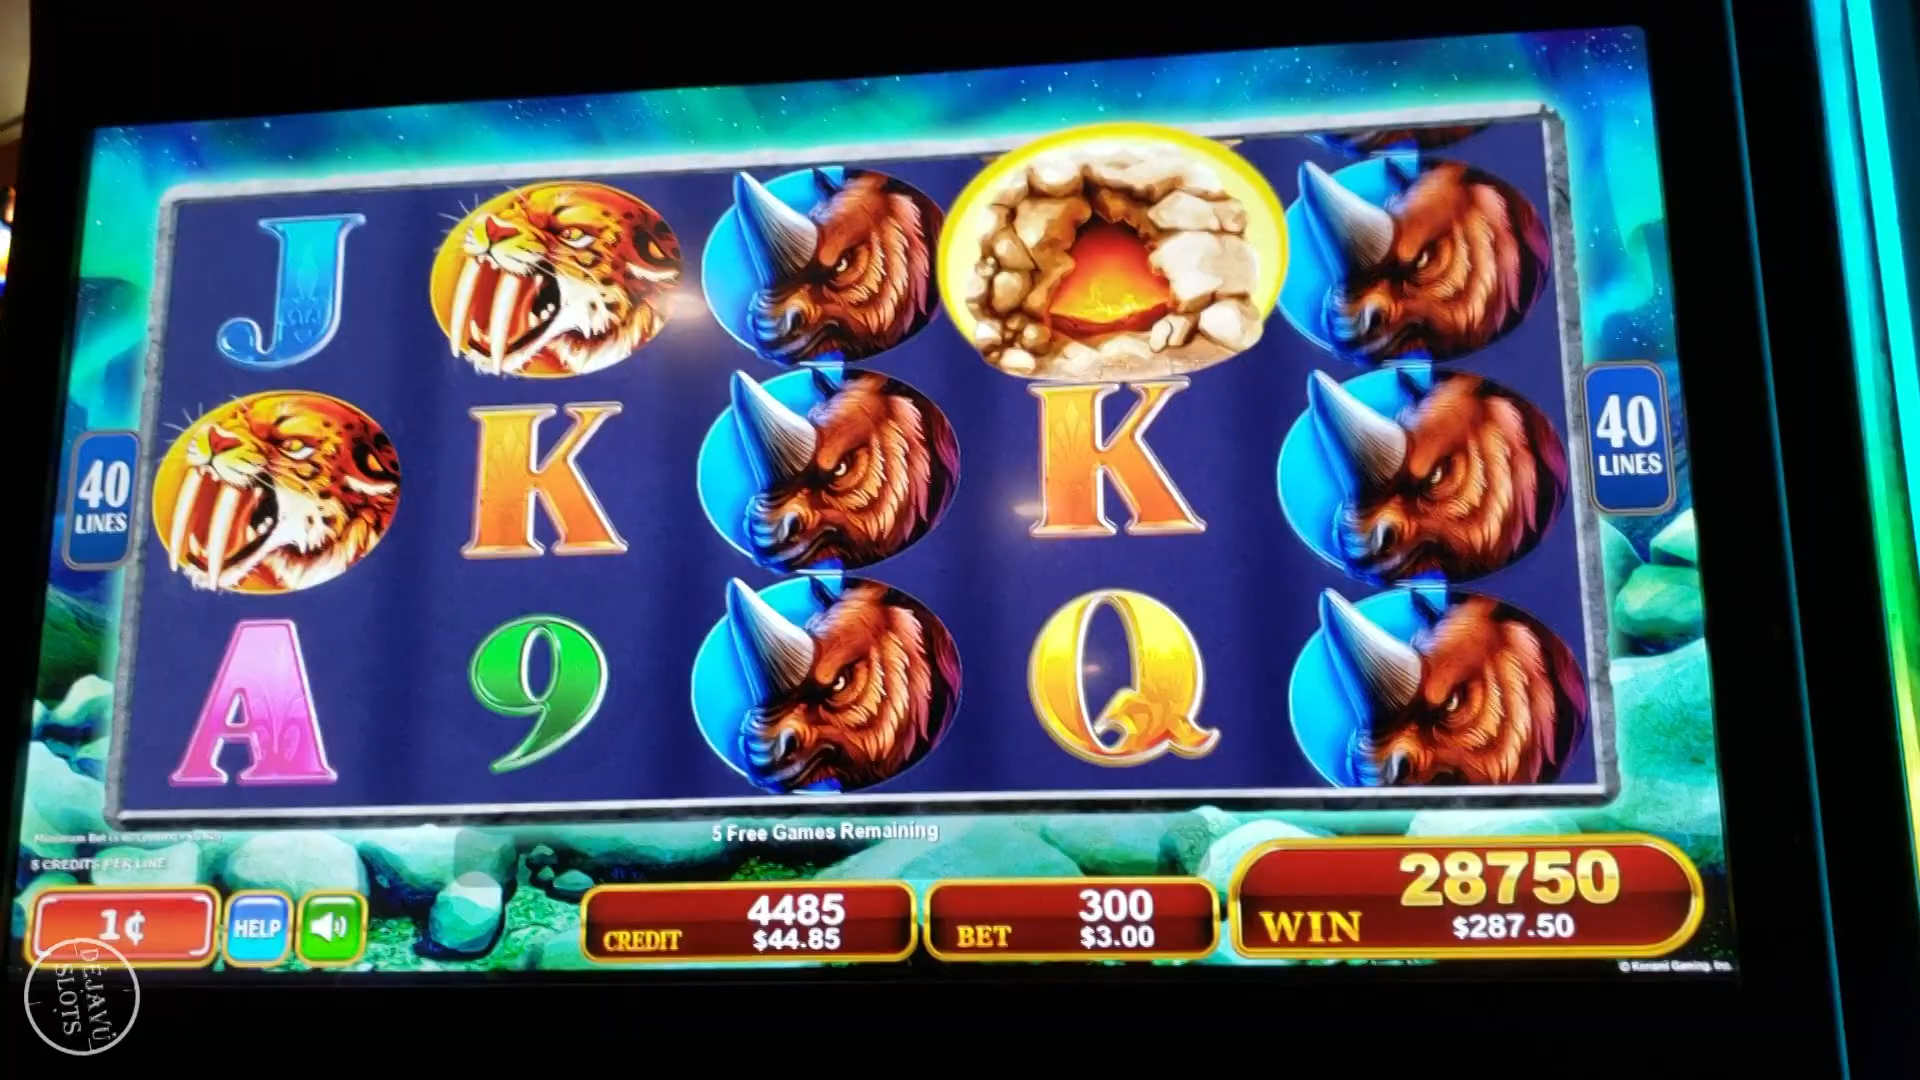 J
40
LINES
K
K
40
LINES
A
9
Q
5 Free Games Remaining
5 CREDITS PER LINE
1¢
HELP
4485
CREDIT
$44.85
300
BET
$3.00
28750
WIN
$287.50
© Konami Gaming, Inc.
DÉJAVU
SLOTS